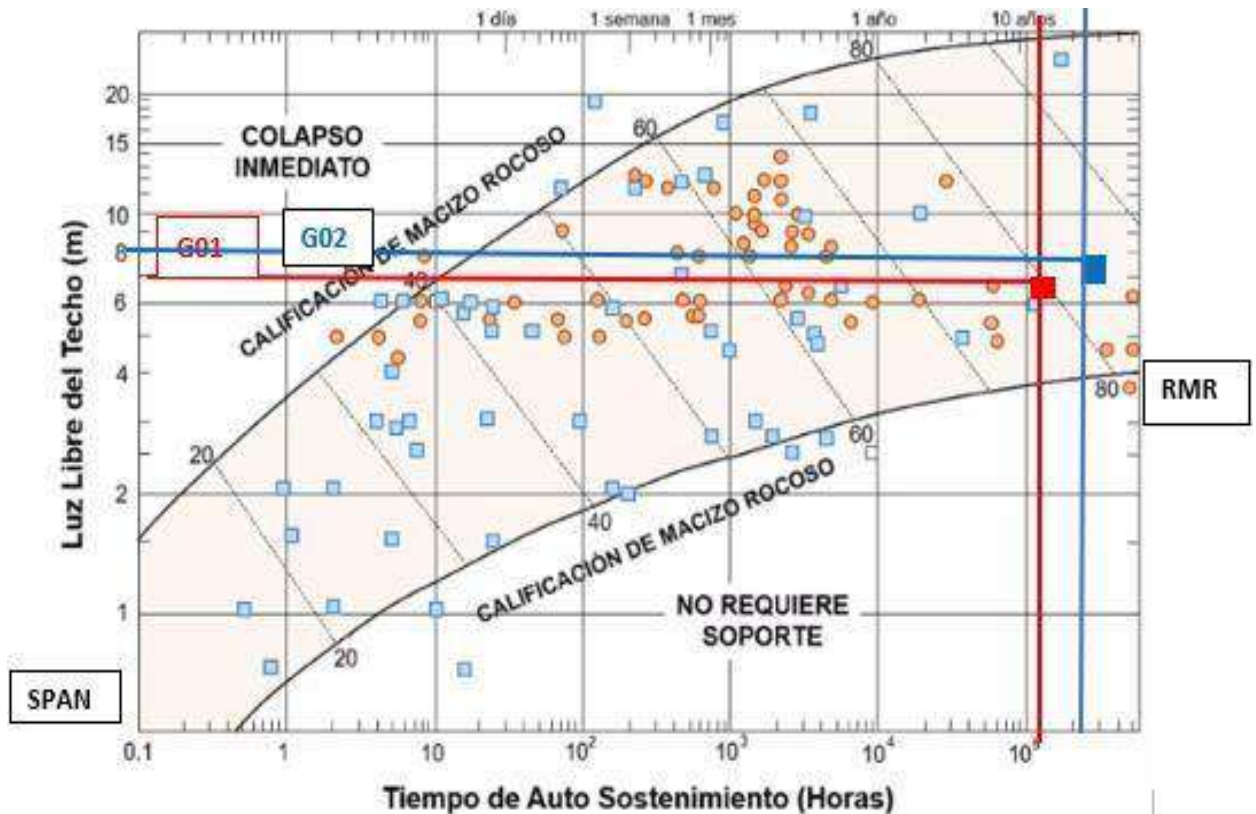 1 día 1 semana 1 mes 1 año 10 años
20
15
10
8
6
4
2
1
COLAPSO
INMEDIATO
G01
G02
CALIFICACIÓN DE MACIZO ROCOSO
20
40
60
80
Luz Libre del Techo (m)
RMR
80
60
40
20
CALIFICACIÓN DE MACIZO ROCOSO
NO REQUIERE
SOPORTE
SPAN
0.1 1 10 10² 10³ 10⁴ 10⁵
Tiempo de Auto Sostenimiento (Horas)